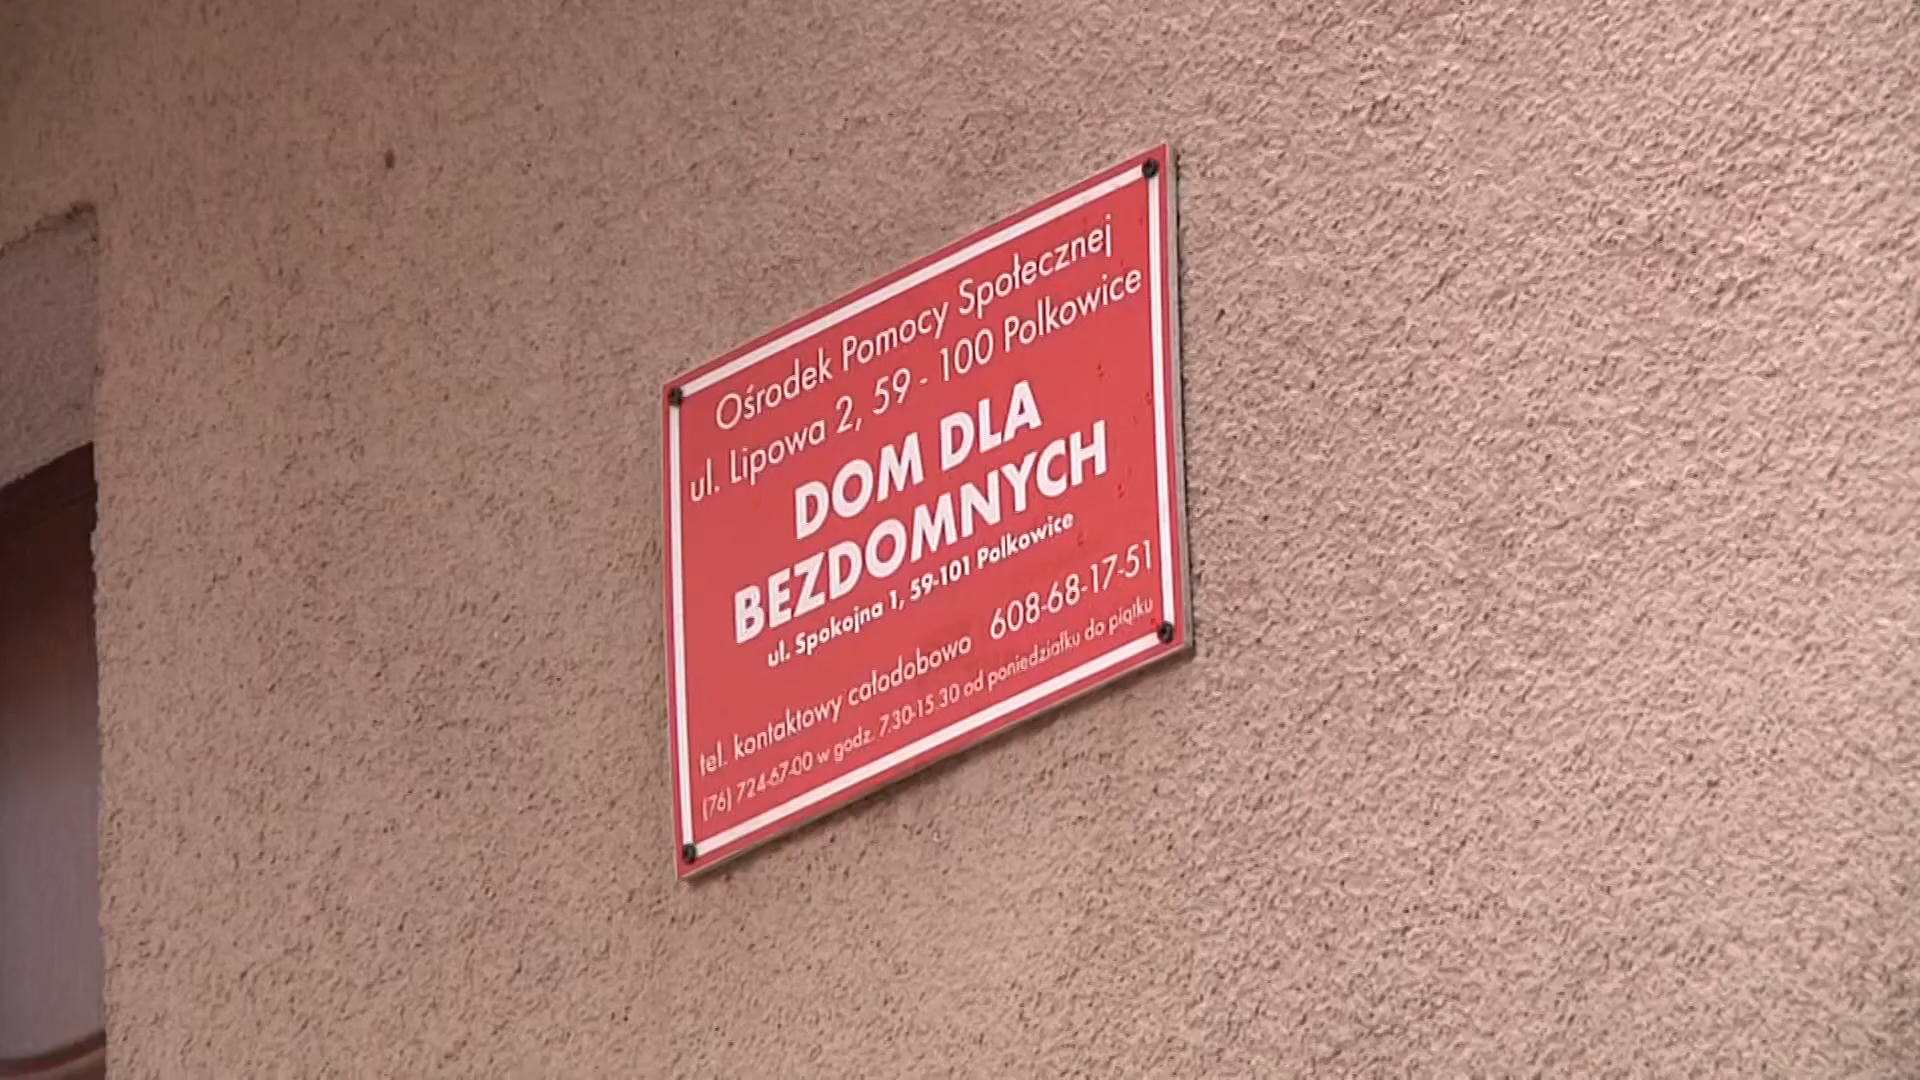 Ośrodek Pomocy Społecznej
ul. Lipowa 2, 59 - 100 Polkowice
DOM DLA
BEZDOMNYCH
ul. Spokojna 1, 59-101 Polkowice
tel. kontaktowy całodobowo 608-68-17-51
(76) 724-67-00 w godz. 7.30-15.30 od poniedziałku do piątku